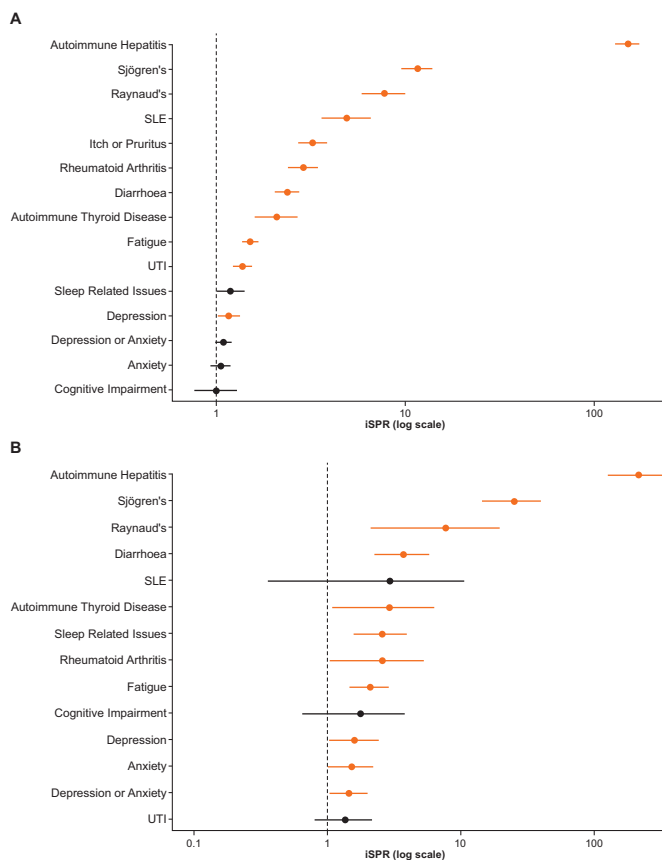 A
Autoimmune Hepatitis
Sjögren's
Raynaud's
SLE
Itch or Pruritus
Rheumatoid Arthritis
Diarrhoea
Autoimmune Thyroid Disease
Fatigue
UTI
Sleep Related Issues
Depression
Depression or Anxiety
Anxiety
Cognitive Impairment
1 10 100
iSPR (log scale)
B
Autoimmune Hepatitis
Sjögren's
Raynaud's
Diarrhoea
SLE
Autoimmune Thyroid Disease
Sleep Related Issues
Rheumatoid Arthritis
Fatigue
Cognitive Impairment
Depression
Anxiety
Depression or Anxiety
UTI
0.1 1 10 100
iSPR (log scale)